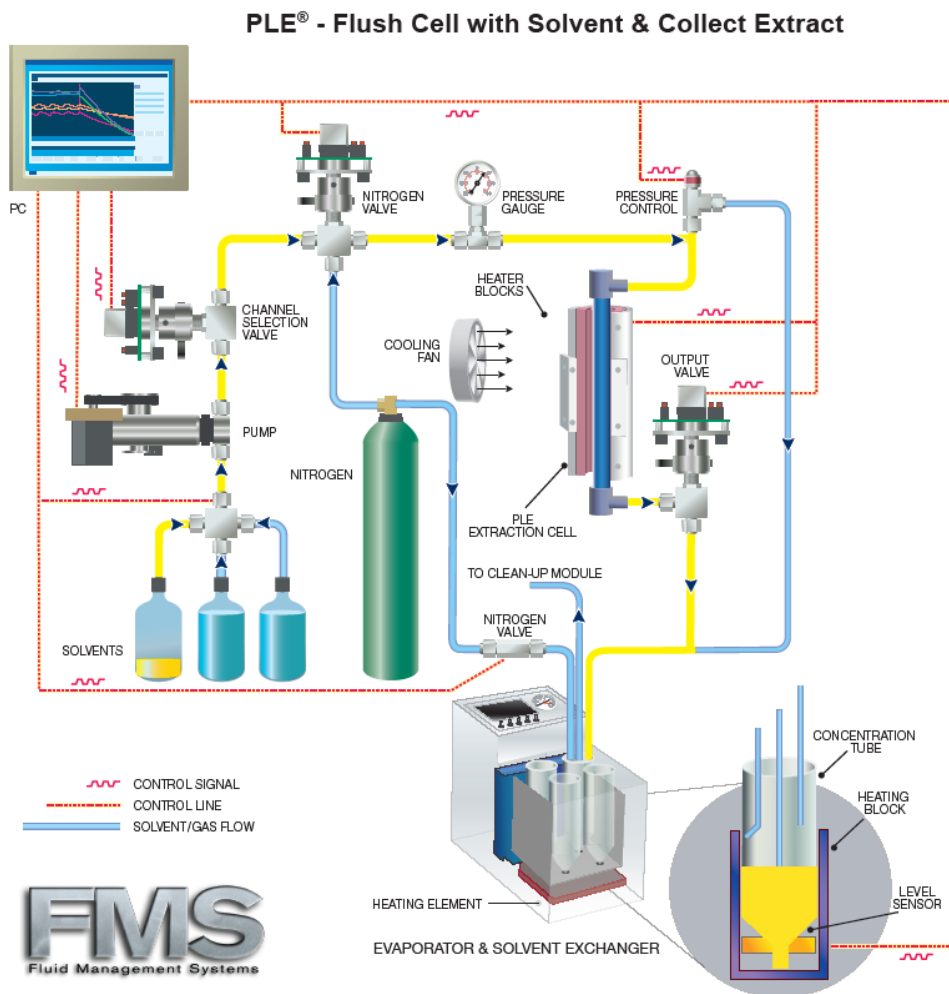 PLE® - Flush Cell with Solvent & Collect Extract
PC
NITROGEN
VALVE
PRESSURE
GAUGE
PRESSURE
CONTROL
HEATER
BLOCKS
CHANNEL
SELECTION
VALVE
COOLING
FAN
OUTPUT
VALVE
PUMP
NITROGEN
PLE
EXTRACTION CELL
TO CLEAN-UP MODULE
NITROGEN
VALVE
SOLVENTS
CONCENTRATION
TUBE
CONTROL SIGNAL
CONTROL LINE
SOLVENT/GAS FLOW
HEATING
BLOCK
LEVEL
SENSOR
HEATING ELEMENT
EVAPORATOR & SOLVENT EXCHANGER
FMS
Fluid Management Systems